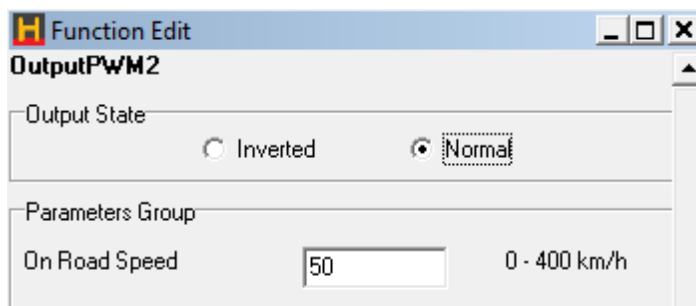 H Function Edit
OutputPWM2
Output State
Inverted Normal
Parameters Group
On Road Speed 50 0 - 400 km/h